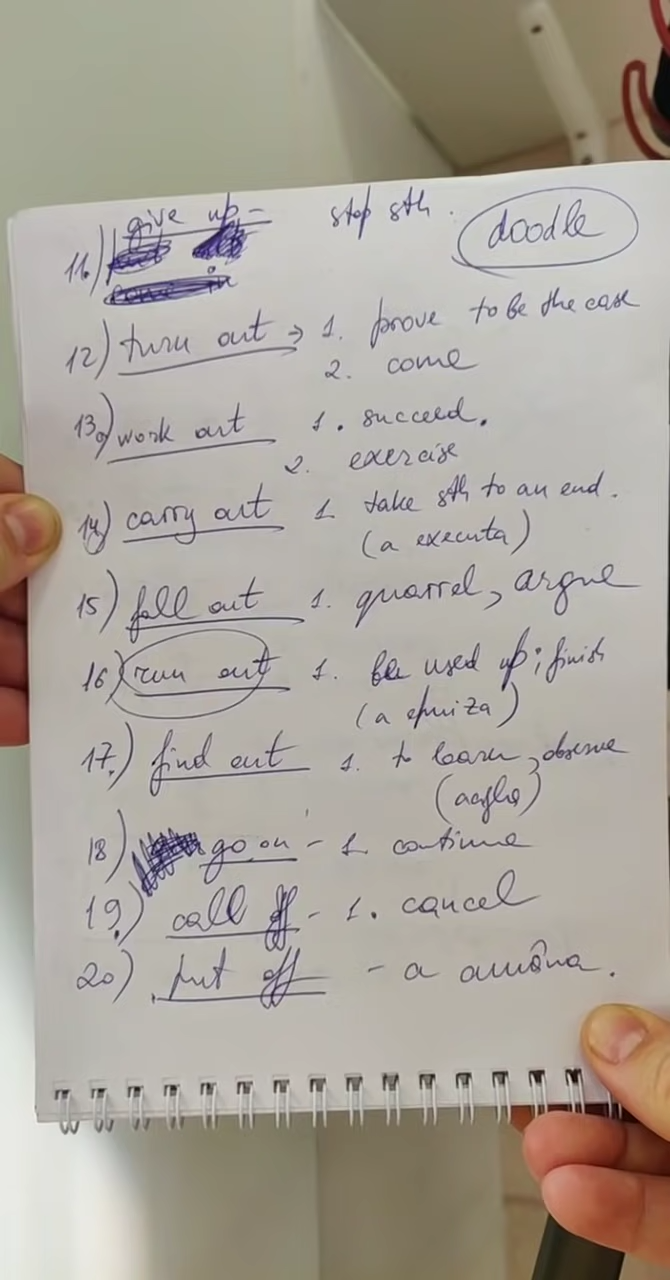 11.) give up - stop sth. doodle
12) turn out → 1. prove to be the case
2. come
13) work out 1. succeed.
2. exercise
14) carry out 1. take sth to an end.
(a executa)
15) fall out 1. quarrel, argue
16) run out 1. be used up; finish
(a epuiza)
17.) find out 1. to learn, observe
(a afla)
18) go on - 1. continue
19.) call off - 1. cancel
20) put off - a amâna.